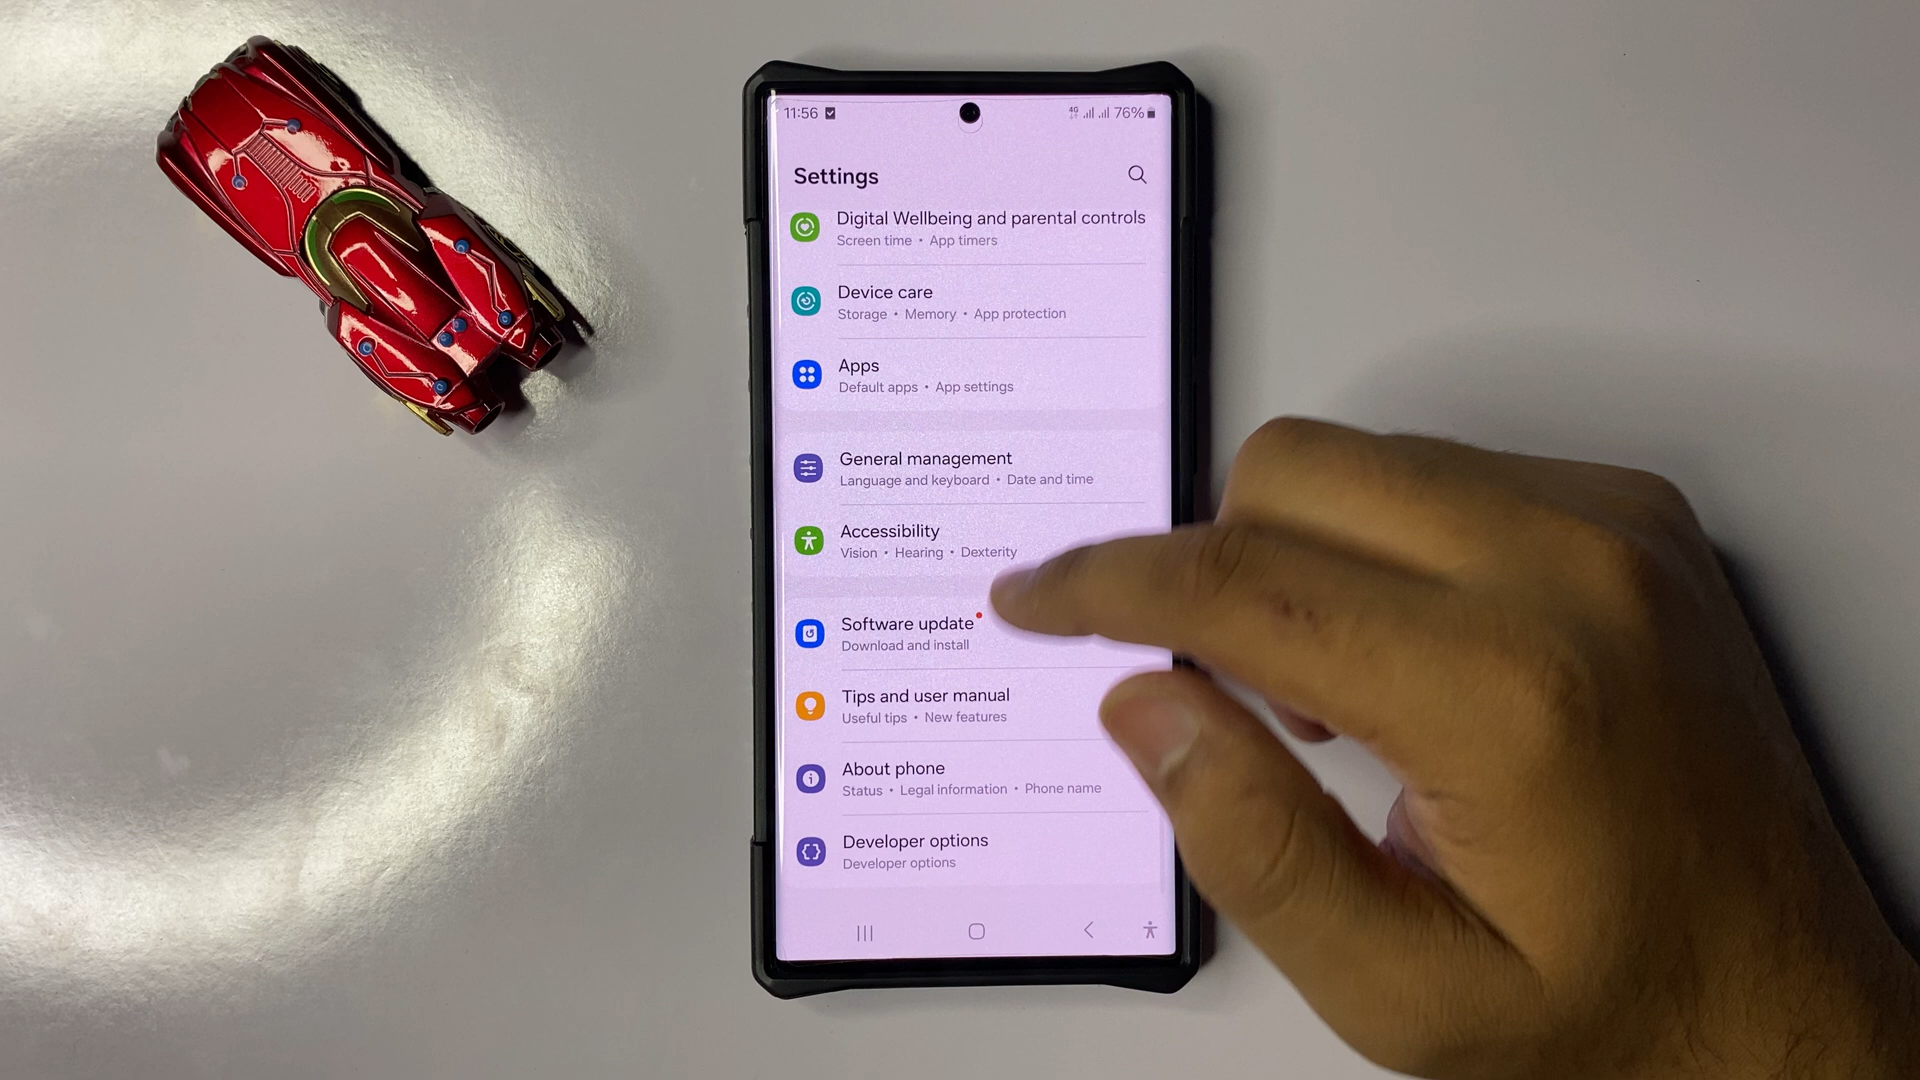 11:56
4G 76%
Settings
Digital Wellbeing and parental controls
Screen time • App timers
Device care
Storage • Memory • App protection
Apps
Default apps • App settings
General management
Language and keyboard • Date and time
Accessibility
Vision • Hearing • Dexterity
Software update
Download and install
Tips and user manual
Useful tips • New features
About phone
Status • Legal information • Phone name
Developer options
Developer options